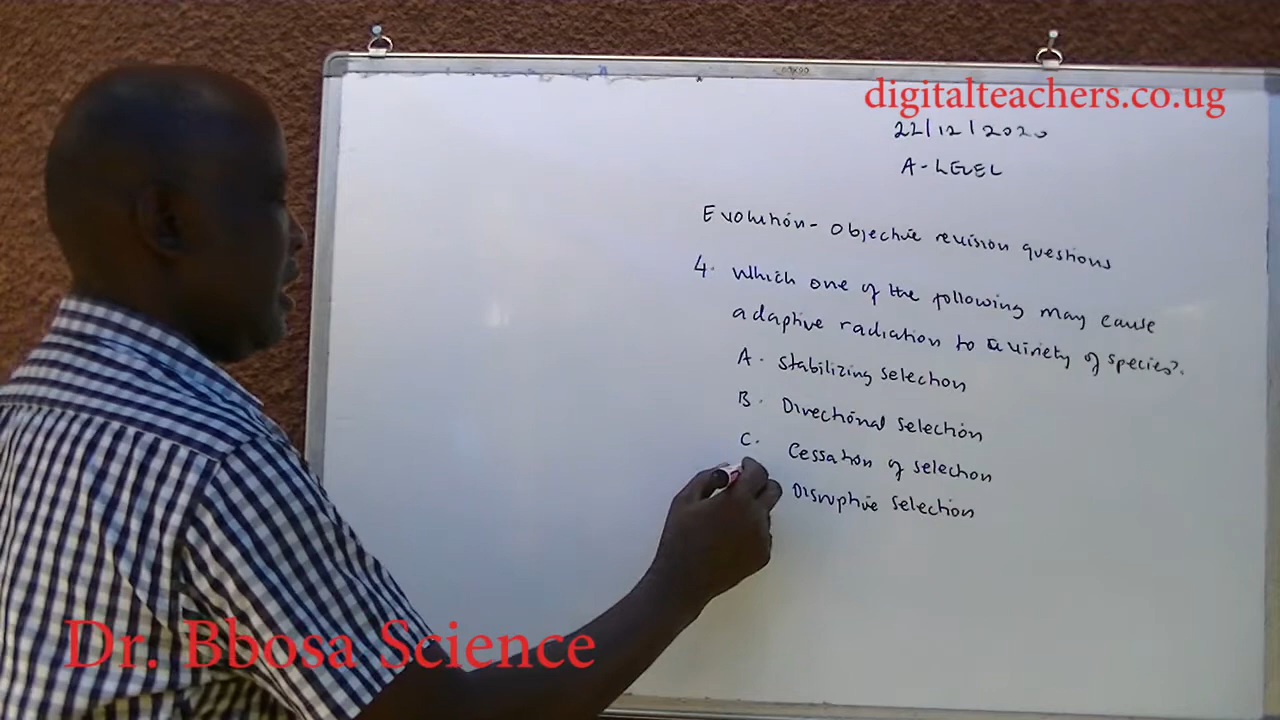 digitalteachers.co.ug
22/12/2020
A-LEVEL
Evolution- Objective revision questions
4. Which one of the following may cause
adaptive radiation to a viriety of species?
A. Stabilizing selection
B. Directional selection
C. Cessation of selection
Disruptive selection
Dr. Bbosa Science